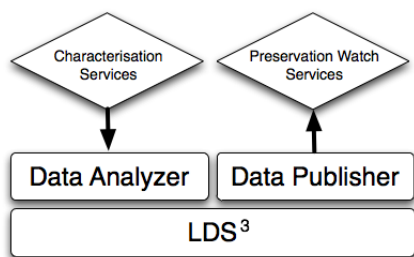 Characterisation
Services
Preservation Watch
Services
Data Analyzer
Data Publisher
LDS³